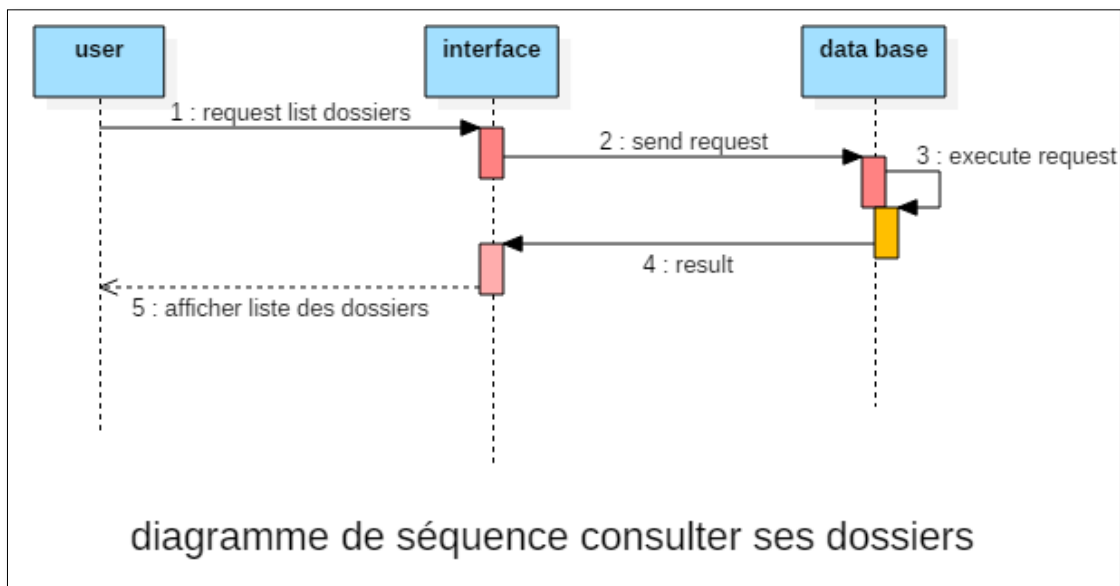 user
interface
data base
1 : request list dossiers
2 : send request
3 : execute request
4 : result
5 : afficher liste des dossiers
diagramme de séquence consulter ses dossiers